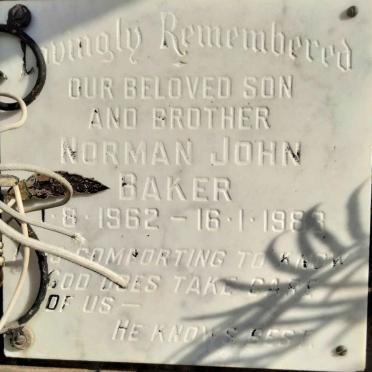 Lovingly Remembered
OUR BELOVED SON
AND BROTHER
NORMAN JOHN
BAKER
8·1962 – 16·1·1983
COMFORTING TO KNOW
GOD DOES TAKE CARE
OF US –
HE KNOWS BEST.